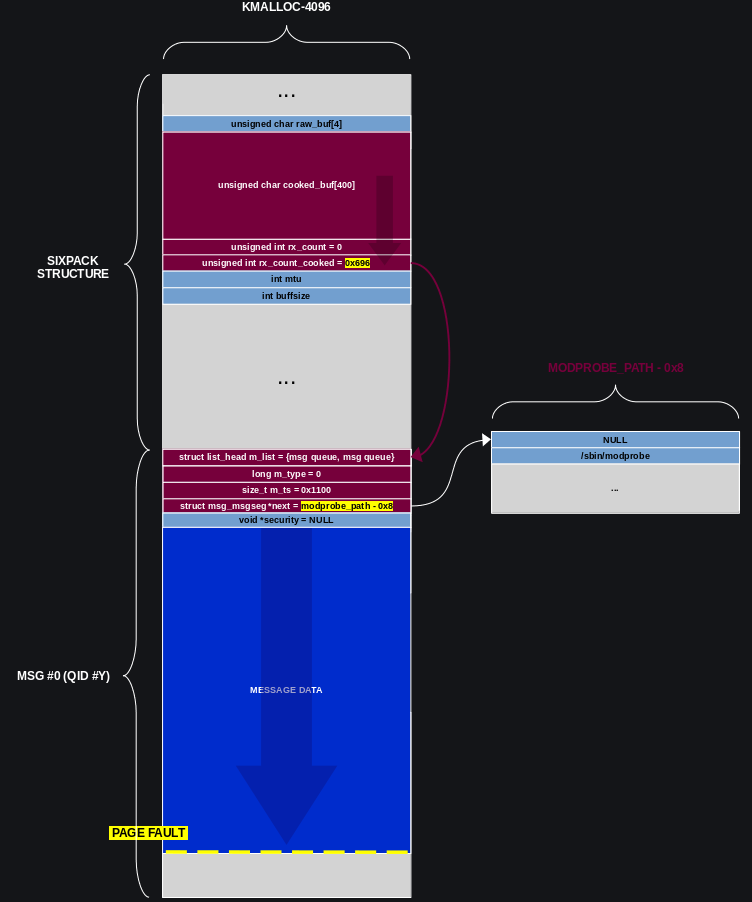 KMALLOC-4096
...
unsigned char raw_buf[4]
unsigned char cooked_buf[400]
unsigned int rx_count = 0
unsigned int rx_count_cooked = 0x696
int mtu
int buffsize
SIXPACK
STRUCTURE
...
MODPROBE_PATH - 0x8
NULL
/sbin/modprobe
...
struct list_head m_list = {msg queue, msg queue}
long m_type = 0
size_t m_ts = 0x1100
struct msg_msgseg *next = modprobe_path - 0x8
void *security = NULL
MSG #0 (QID #Y)
MESSAGE DATA
PAGE FAULT